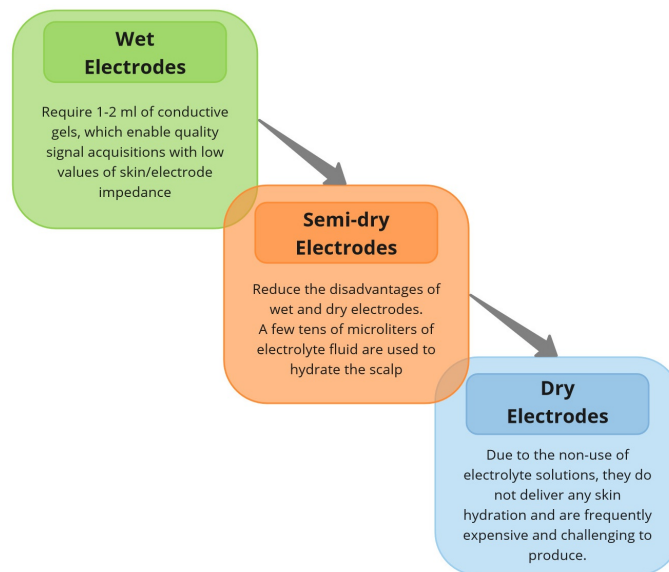 Wet
Electrodes
Require 1-2 ml of conductive
gels, which enable quality
signal acquisitions with low
values of skin/electrode
impedance
Semi-dry
Electrodes
Reduce the disadvantages of
wet and dry electrodes.
A few tens of microliters of
electrolyte fluid are used to
hydrate the scalp
Dry
Electrodes
Due to the non-use of
electrolyte solutions, they do
not deliver any skin
hydration and are frequently
expensive and challenging to
produce.